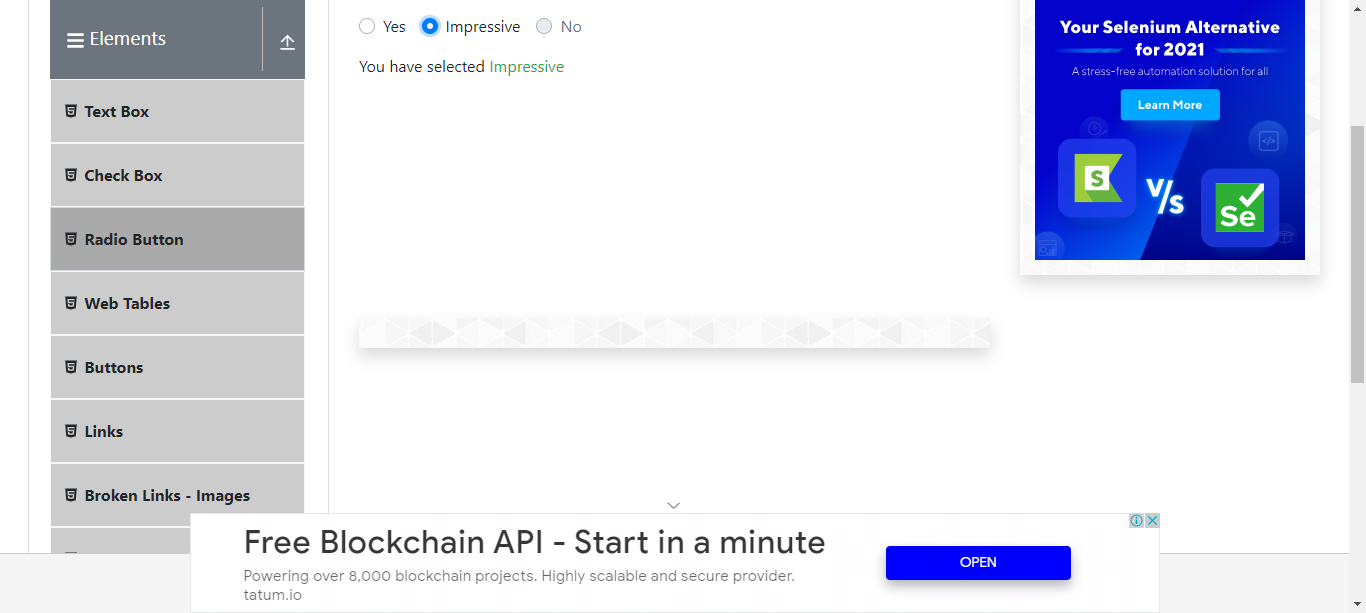 Elements
Text Box
Check Box
Radio Button
Web Tables
Buttons
Links
Broken Links - Images
Yes Impressive No
You have selected Impressive
Your Selenium Alternative
for 2021
A stress-free automation solution for all
Learn More
S
V/s
Se
Free Blockchain API - Start in a minute
Powering over 8,000 blockchain projects. Highly scalable and secure provider.
tatum.io
OPEN